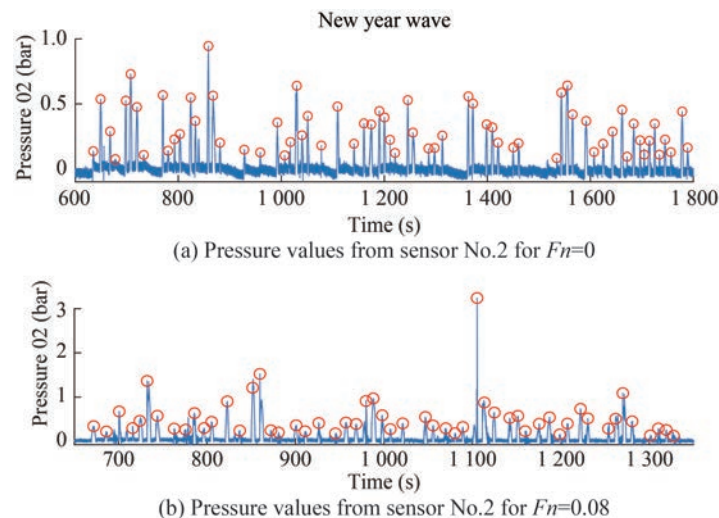 New year wave
Pressure 02 (bar)
1.0
0.5
0
600 800 1 000 1 200 1 400 1 600 1 800
Time (s)
(a) Pressure values from sensor No.2 for Fn=0
Pressure 02 (bar)
3
2
1
0
700 800 900 1 000 1 100 1 200 1 300
Time (s)
(b) Pressure values from sensor No.2 for Fn=0.08